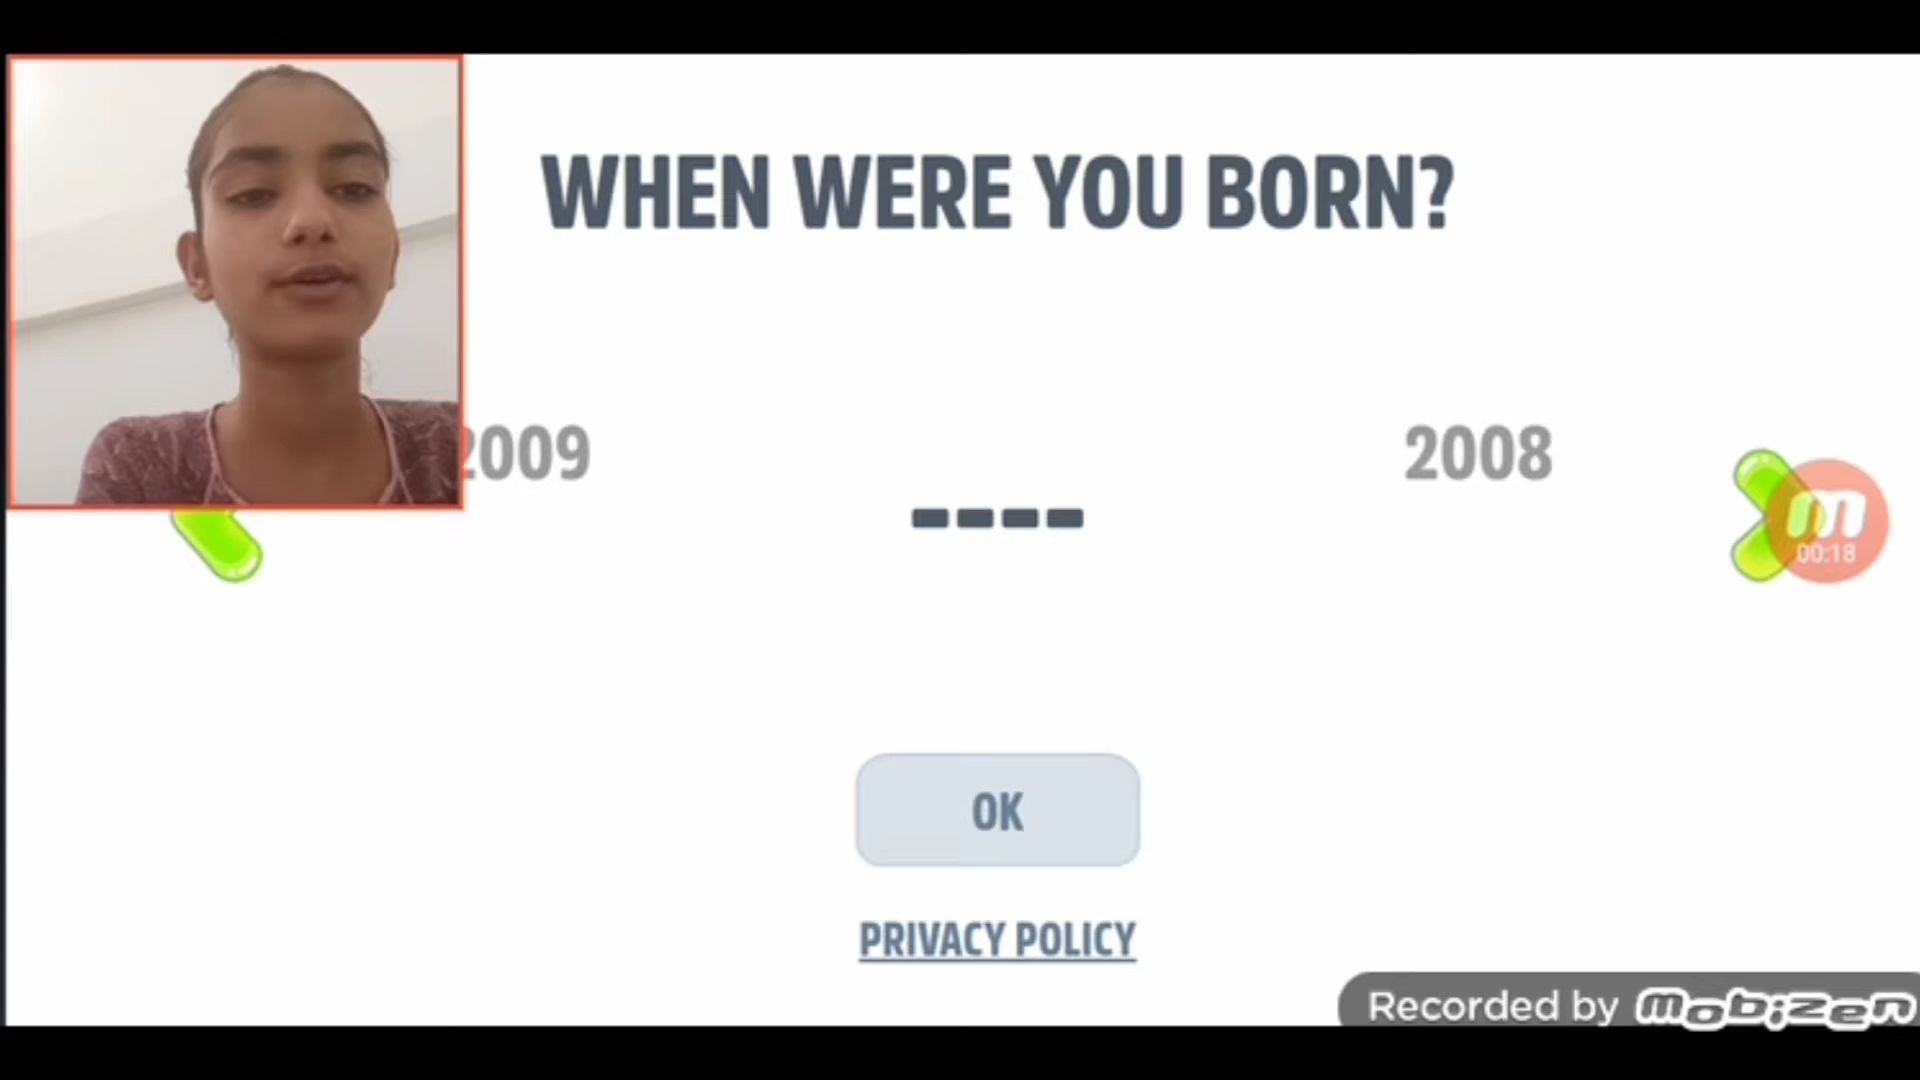 WHEN WERE YOU BORN?
2009
2008
----
m
00:18
OK
PRIVACY POLICY
Recorded by mobizen